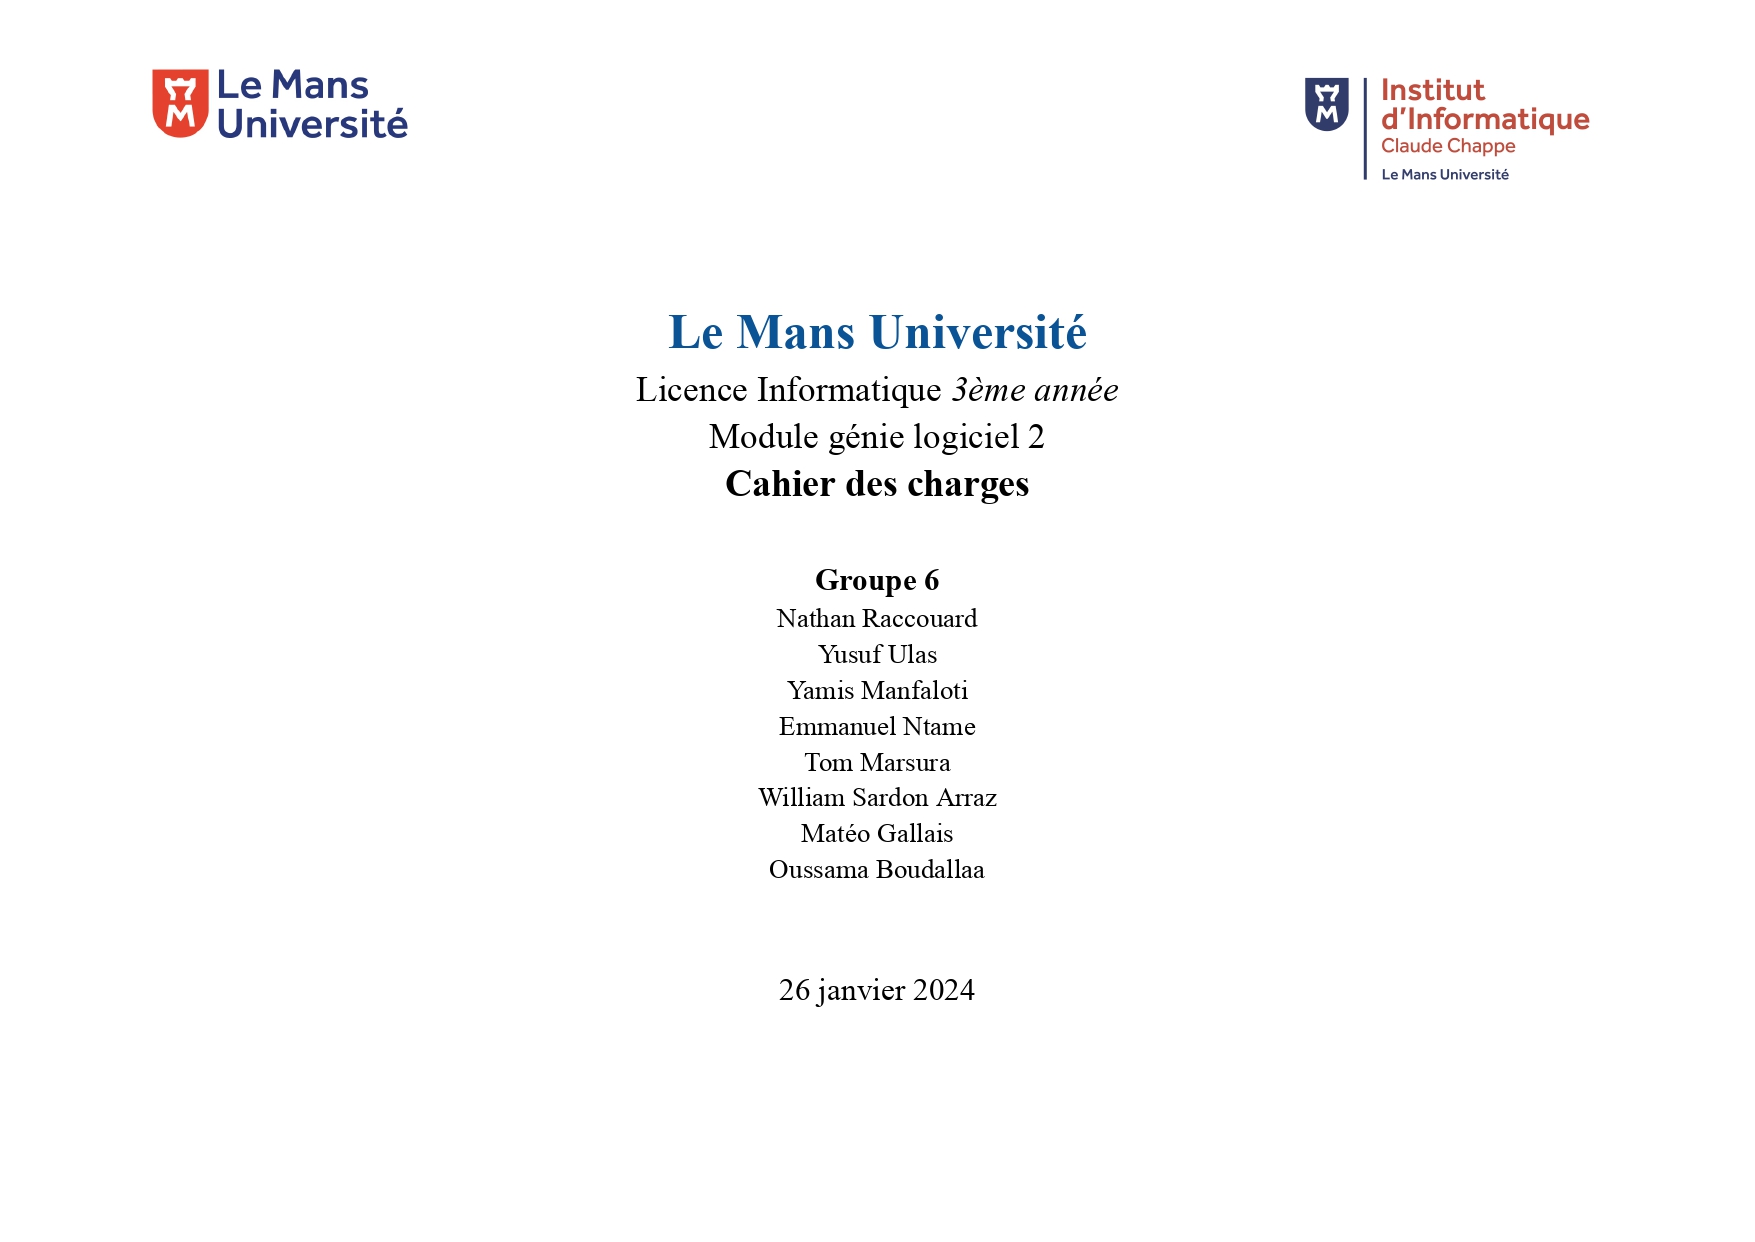 Le Mans
Université
Institut
d'Informatique
Claude Chappe
Le Mans Université
Le Mans Université
Licence Informatique 3ème année
Module génie logiciel 2
Cahier des charges
Groupe 6
Nathan Raccouard
Yusuf Ulas
Yamis Manfaloti
Emmanuel Ntame
Tom Marsura
William Sardon Arraz
Matéo Gallais
Oussama Boudallaa
26 janvier 2024